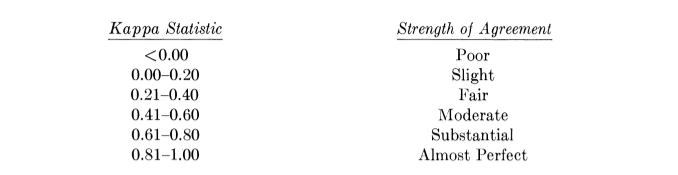 Kappa Statistic Strength of Agreement
<0.00 Poor
0.00–0.20 Slight
0.21–0.40 Fair
0.41–0.60 Moderate
0.61–0.80 Substantial
0.81–1.00 Almost Perfect